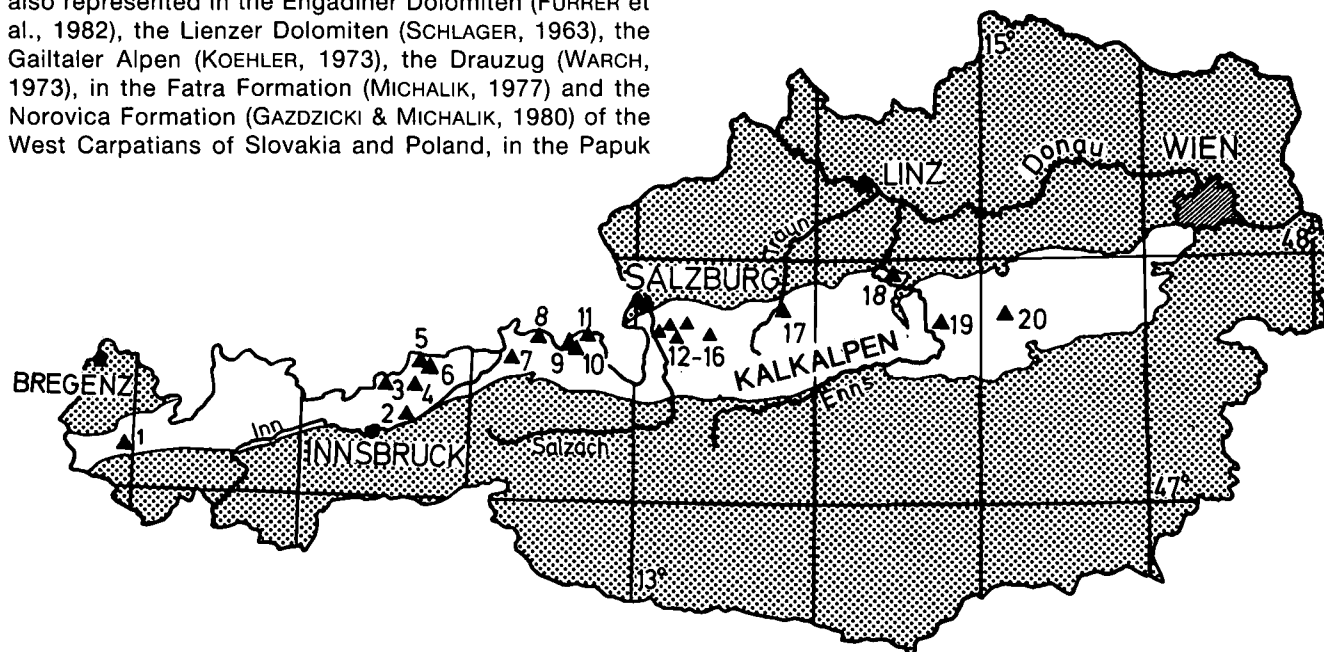 also represented in the Engadiner Dolomiten (FURRER et
al., 1982), the Lienzer Dolomiten (SCHLAGER, 1963), the
Gailtaler Alpen (KOEHLER, 1973), the Drauzug (WARCH,
1973), in the Fatra Formation (MICHALIK, 1977) and the
Norovica Formation (GAZDZICKI & MICHALIK, 1980) of the
West Carpatians of Slovakia and Poland, in the Papuk
15°
WIEN
Donau
LINZ
Traun
48°
SALZBURG
18
8
11
17
19
20
5
7
9
10
12-16
KALKALPEN
6
BREGENZ
3
4
Enns
2
Inn
1
INNSBRUCK
Salzach
47°
13°